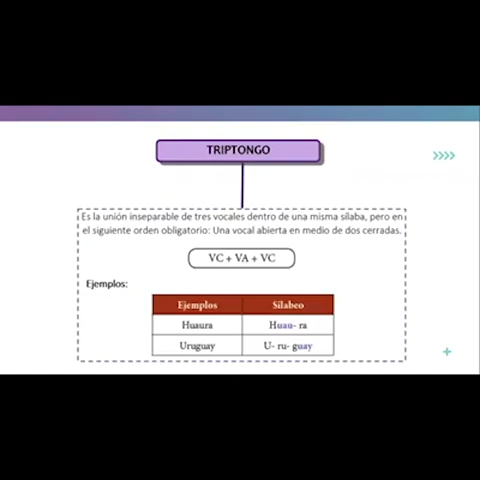 TRIPTONGO
Es la unión inseparable de tres vocales dentro de una misma sílaba, pero en
el siguiente orden obligatorio: Una vocal abierta en medio de dos cerradas.
VC + VA + VC
Ejemplos:
Ejemplos Silabeo
Huaura Huau- ra
Uruguay U- ru- guay